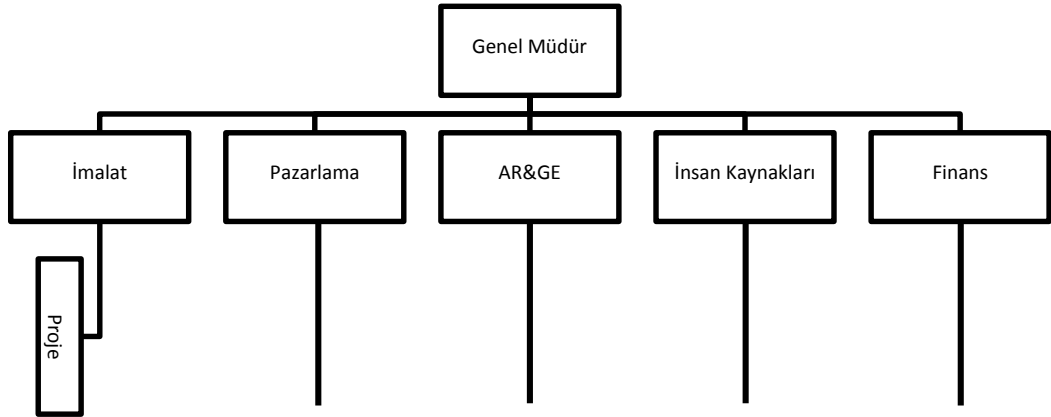 Genel Müdür
İmalat
Pazarlama
AR&GE
İnsan Kaynakları
Finans
Proje